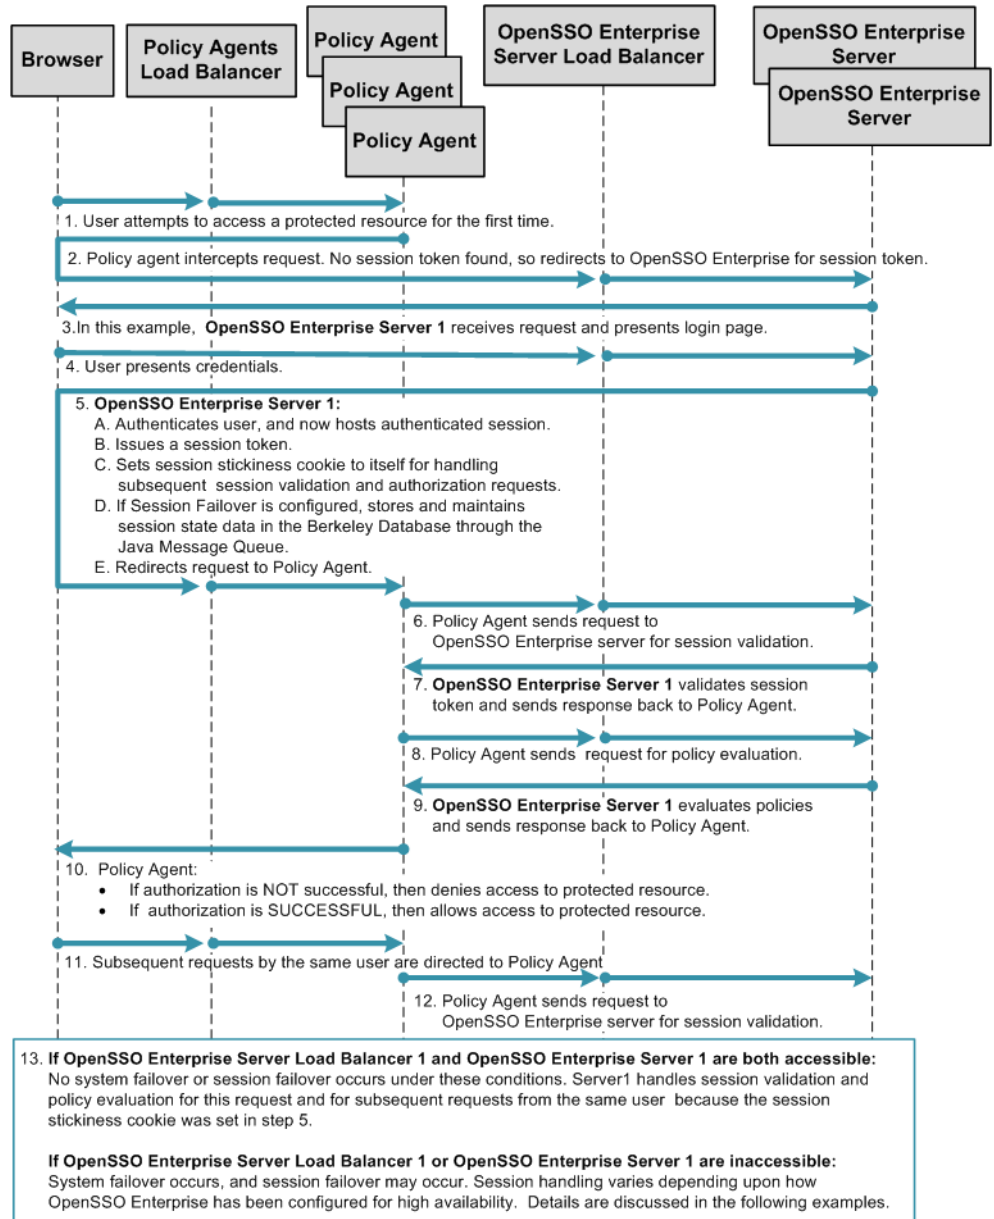 Browser
Policy Agents
Load Balancer
Policy Agent
Policy Agent
Policy Agent
OpenSSO Enterprise
Server Load Balancer
OpenSSO Enterprise
Server
OpenSSO Enterprise
Server
1. User attempts to access a protected resource for the first time.
2. Policy agent intercepts request. No session token found, so redirects to OpenSSO Enterprise for session token.
3.In this example, OpenSSO Enterprise Server 1 receives request and presents login page.
4. User presents credentials.
5. OpenSSO Enterprise Server 1:
A. Authenticates user, and now hosts authenticated session.
B. Issues a session token.
C. Sets session stickiness cookie to itself for handling
subsequent session validation and authorization requests.
D. If Session Failover is configured, stores and maintains
session state data in the Berkeley Database through the
Java Message Queue.
E. Redirects request to Policy Agent.
6. Policy Agent sends request to
OpenSSO Enterprise server for session validation.
7. OpenSSO Enterprise Server 1 validates session
token and sends response back to Policy Agent.
8. Policy Agent sends request for policy evaluation.
9. OpenSSO Enterprise Server 1 evaluates policies
and sends response back to Policy Agent.
10. Policy Agent:
• If authorization is NOT successful, then denies access to protected resource.
• If authorization is SUCCESSFUL, then allows access to protected resource.
11. Subsequent requests by the same user are directed to Policy Agent
12. Policy Agent sends request to
OpenSSO Enterprise server for session validation.
13. If OpenSSO Enterprise Server Load Balancer 1 and OpenSSO Enterprise Server 1 are both accessible:
No system failover or session failover occurs under these conditions. Server1 handles session validation and
policy evaluation for this request and for subsequent requests from the same user because the session
stickiness cookie was set in step 5.
If OpenSSO Enterprise Server Load Balancer 1 or OpenSSO Enterprise Server 1 are inaccessible:
System failover occurs, and session failover may occur. Session handling varies depending upon how
OpenSSO Enterprise has been configured for high availability. Details are discussed in the following examples.